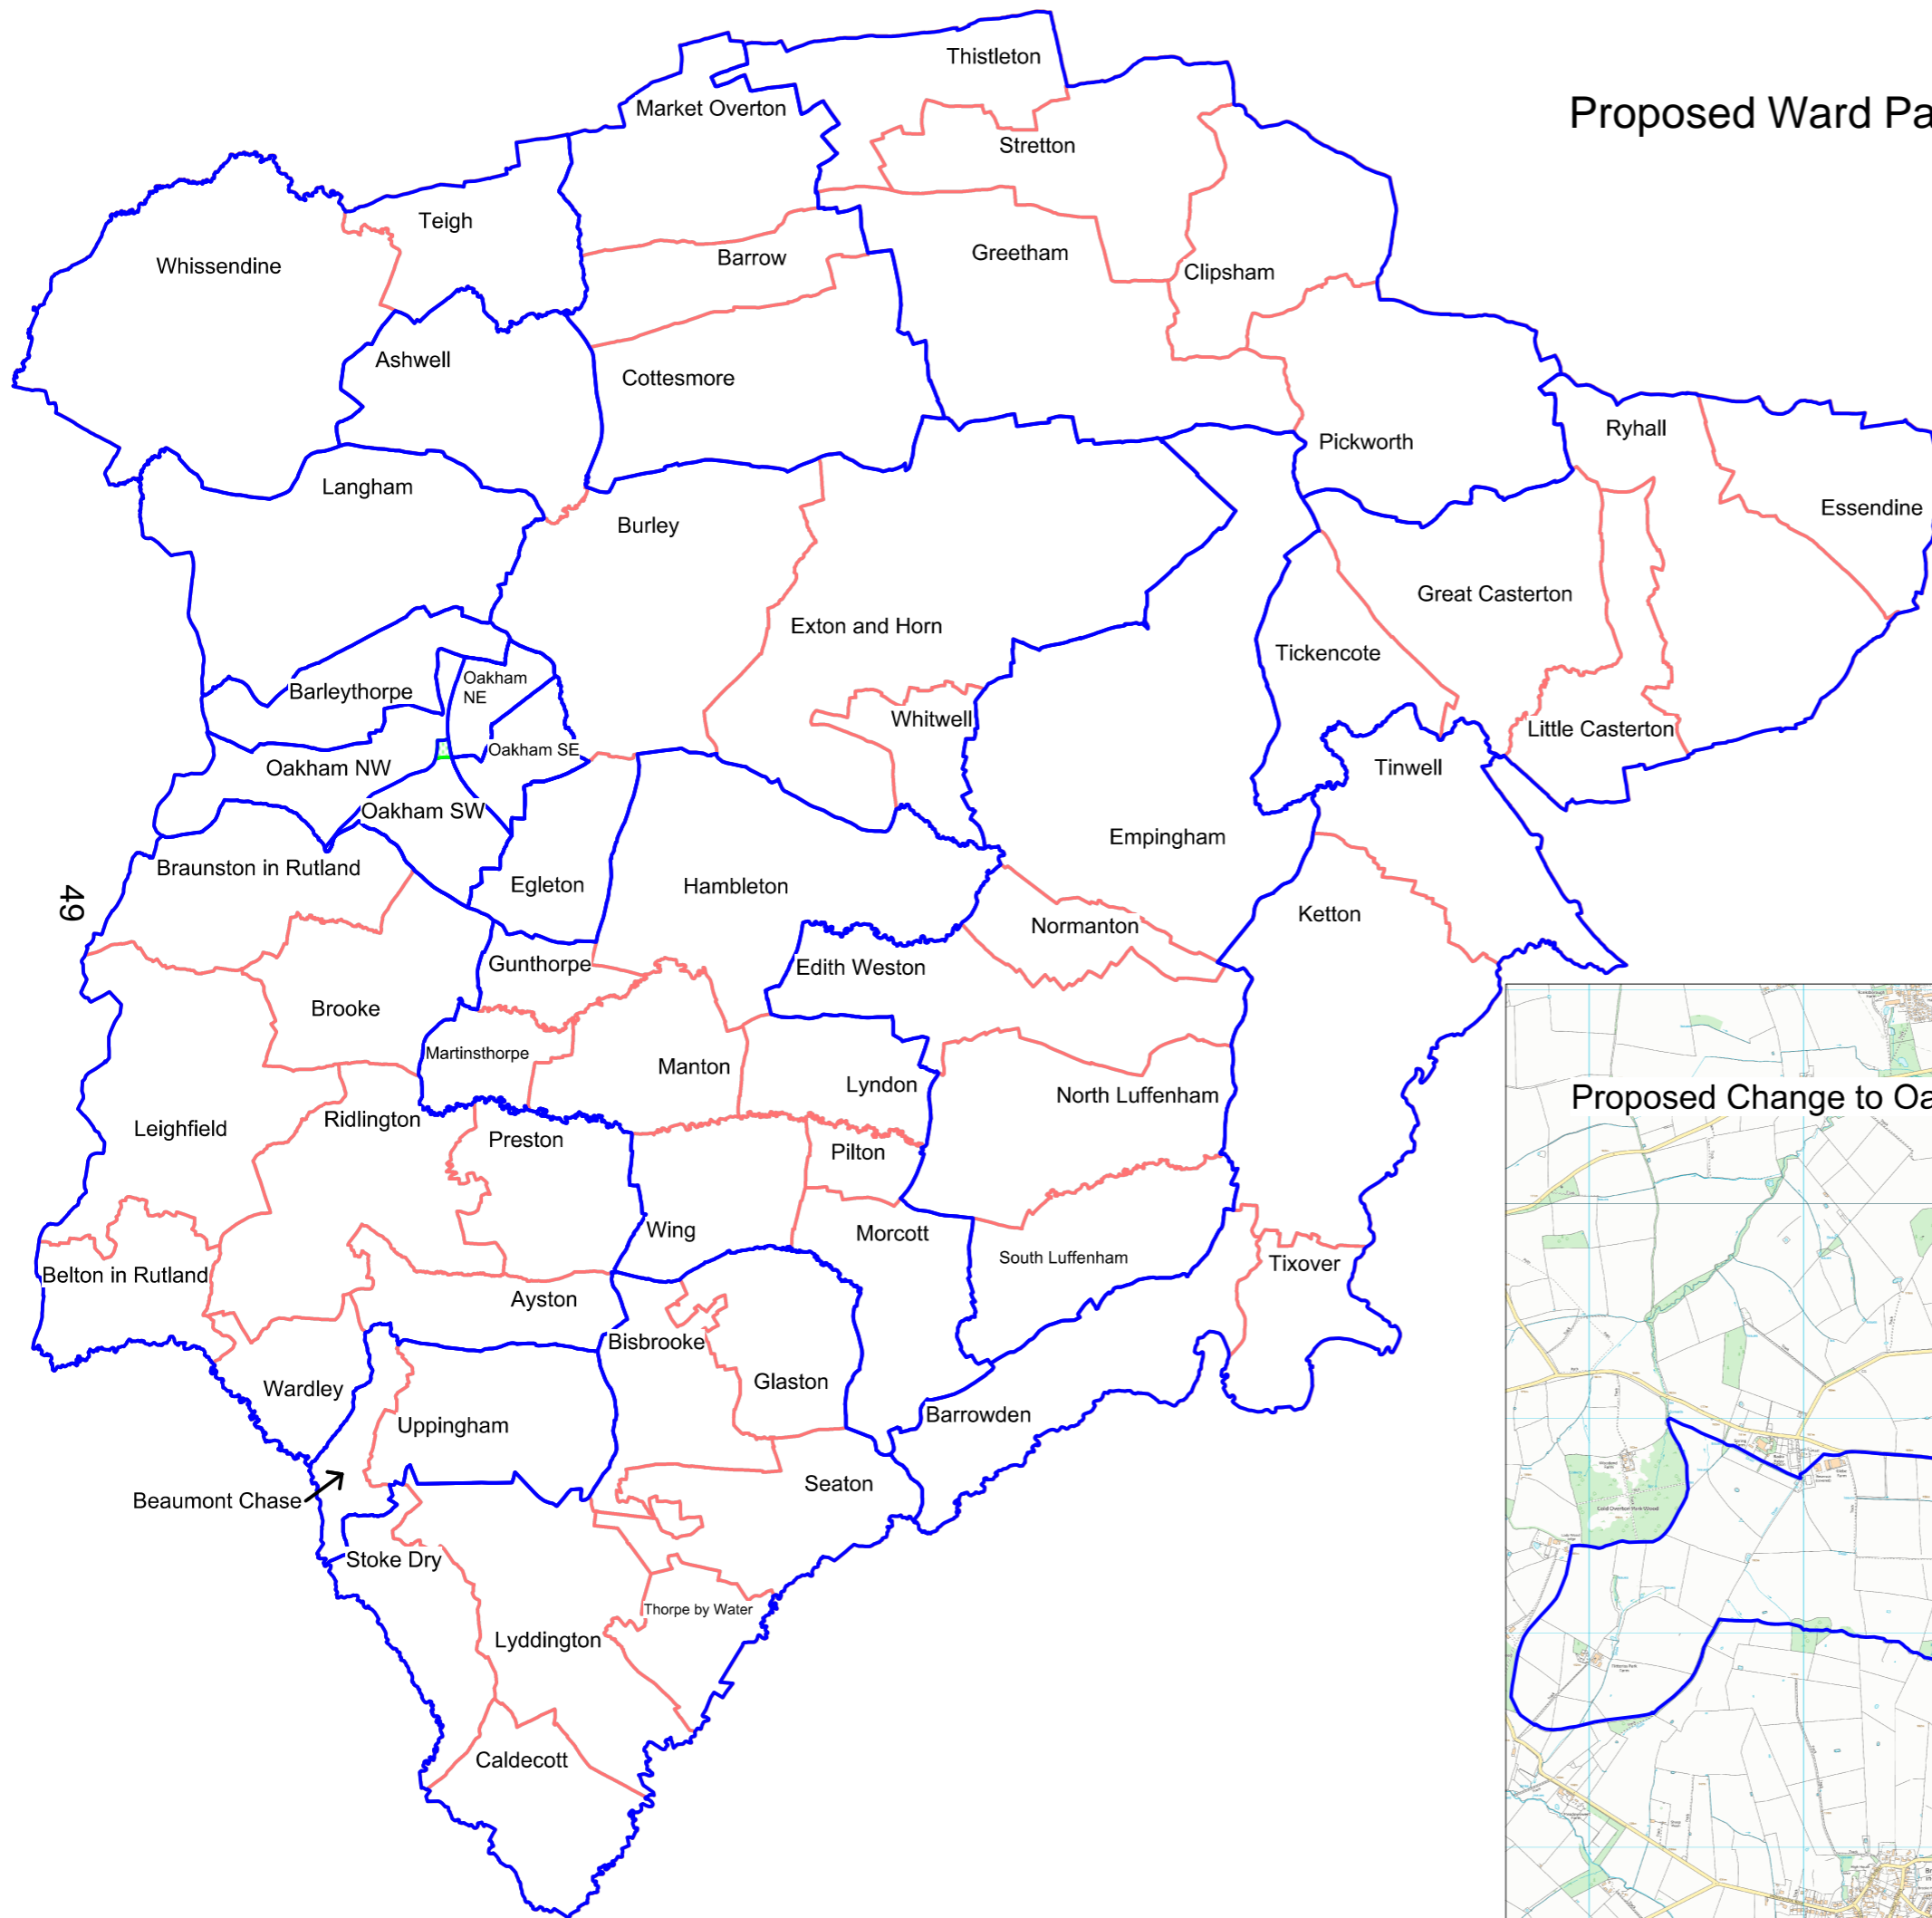 Thistleton
Proposed Ward Pa
Market Overton
Stretton
Teigh
Whissendine
Barrow
Greetham
Clipsham
Ashwell
Cottesmore
Ryhall
Pickworth
Langham
Essendine
Burley
Great Casterton
Exton and Horn
Tickencote
Oakham
NE
Barleythorpe
Whitwell
Little Casterton
Oakham SE
Oakham NW
Tinwell
Oakham SW
Empingham
Braunston in Rutland
Egleton
Hambleton
49
Ketton
Normanton
Gunthorpe
Edith Weston
Brooke
Martinsthorpe
Manton
Lyndon
North Luffenham
Proposed Change to Oa
Ridlington
Leighfield
Preston
Pilton
Wing
Morcott
South Luffenham
Tixover
Belton in Rutland
Ayston
Bisbrooke
Glaston
Wardley
Barrowden
Uppingham
Seaton
Beaumont Chase
Stoke Dry
Thorpe by Water
Lyddington
Caldecott